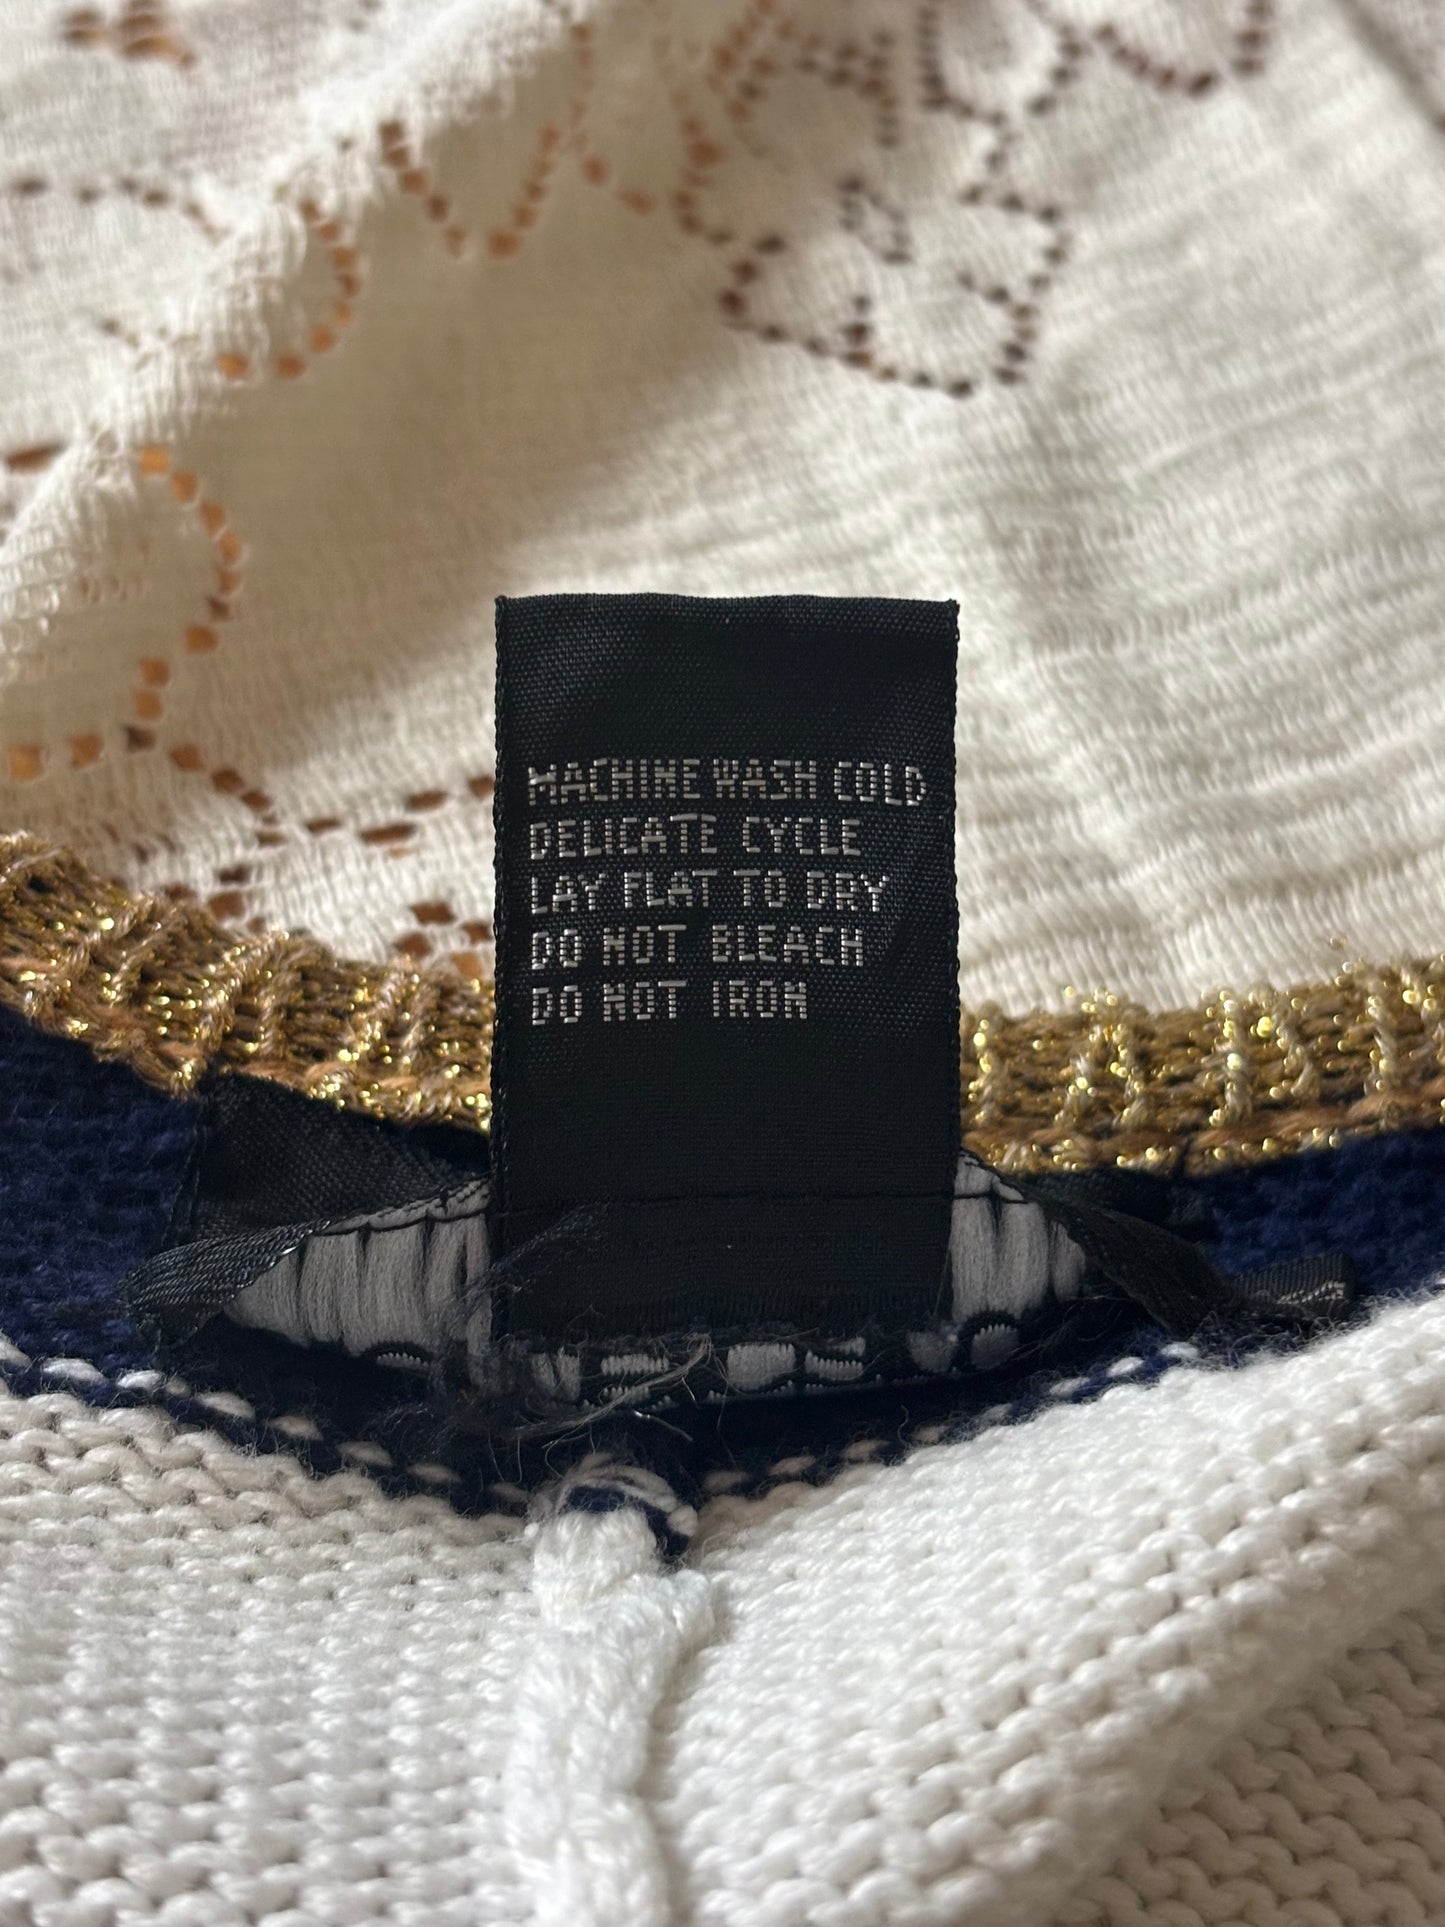 MACHINE WASH COLD
DELICATE CYCLE
LAY FLAT TO DRY
DO NOT BLEACH
DO NOT IRON